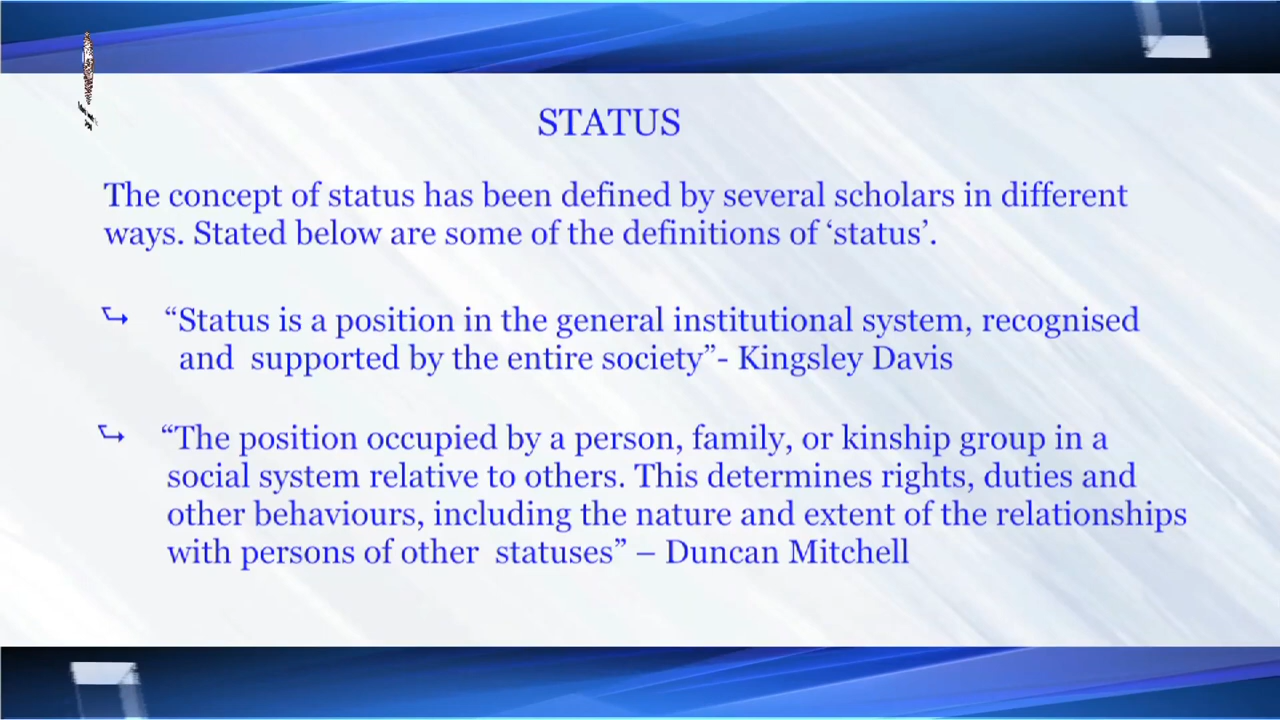 STATUS
The concept of status has been defined by several scholars in different
ways. Stated below are some of the definitions of ‘status’.
“Status is a position in the general institutional system, recognised
and supported by the entire society”- Kingsley Davis
“The position occupied by a person, family, or kinship group in a
social system relative to others. This determines rights, duties and
other behaviours, including the nature and extent of the relationships
with persons of other statuses” – Duncan Mitchell